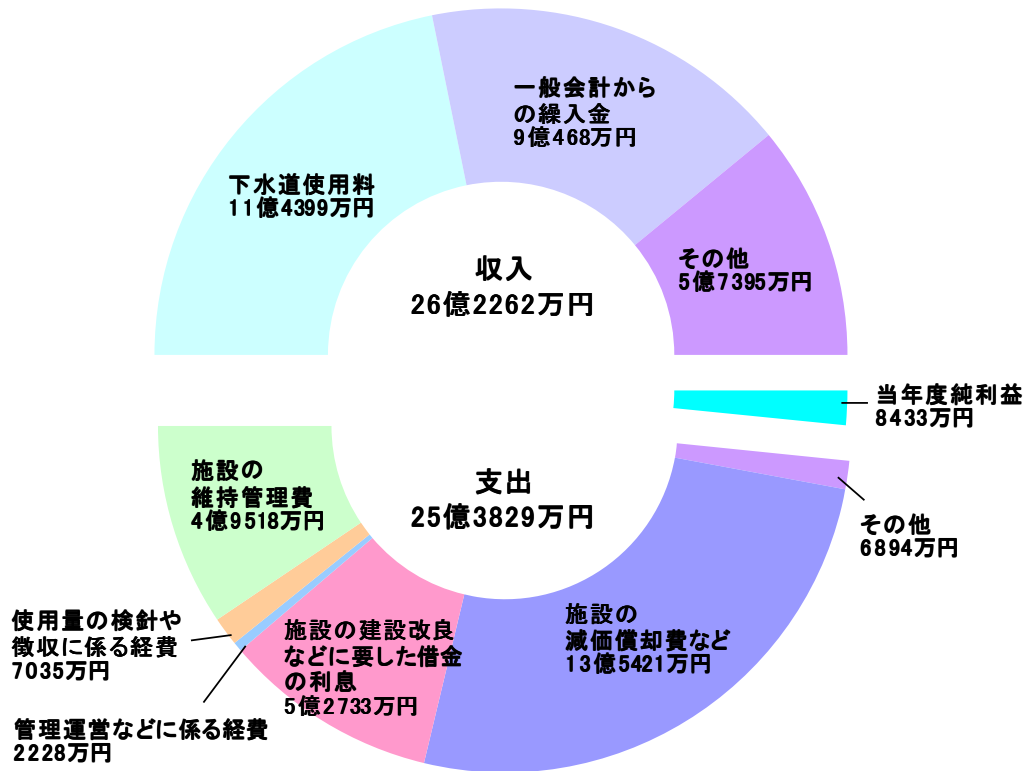 一般会計から
の繰入金
9億468万円
下水道使用料
11億4399万円
その他
5億7395万円
収入
26億2262万円
当年度純利益
8433万円
支出
25億3829万円
施設の
維持管理費
4億9518万円
その他
6894万円
使用量の検針や
徴収に係る経費
7035万円
施設の建設改良
などに要した借金
の利息
5億2733万円
施設の
減価償却費など
13億5421万円
管理運営などに係る経費
2228万円